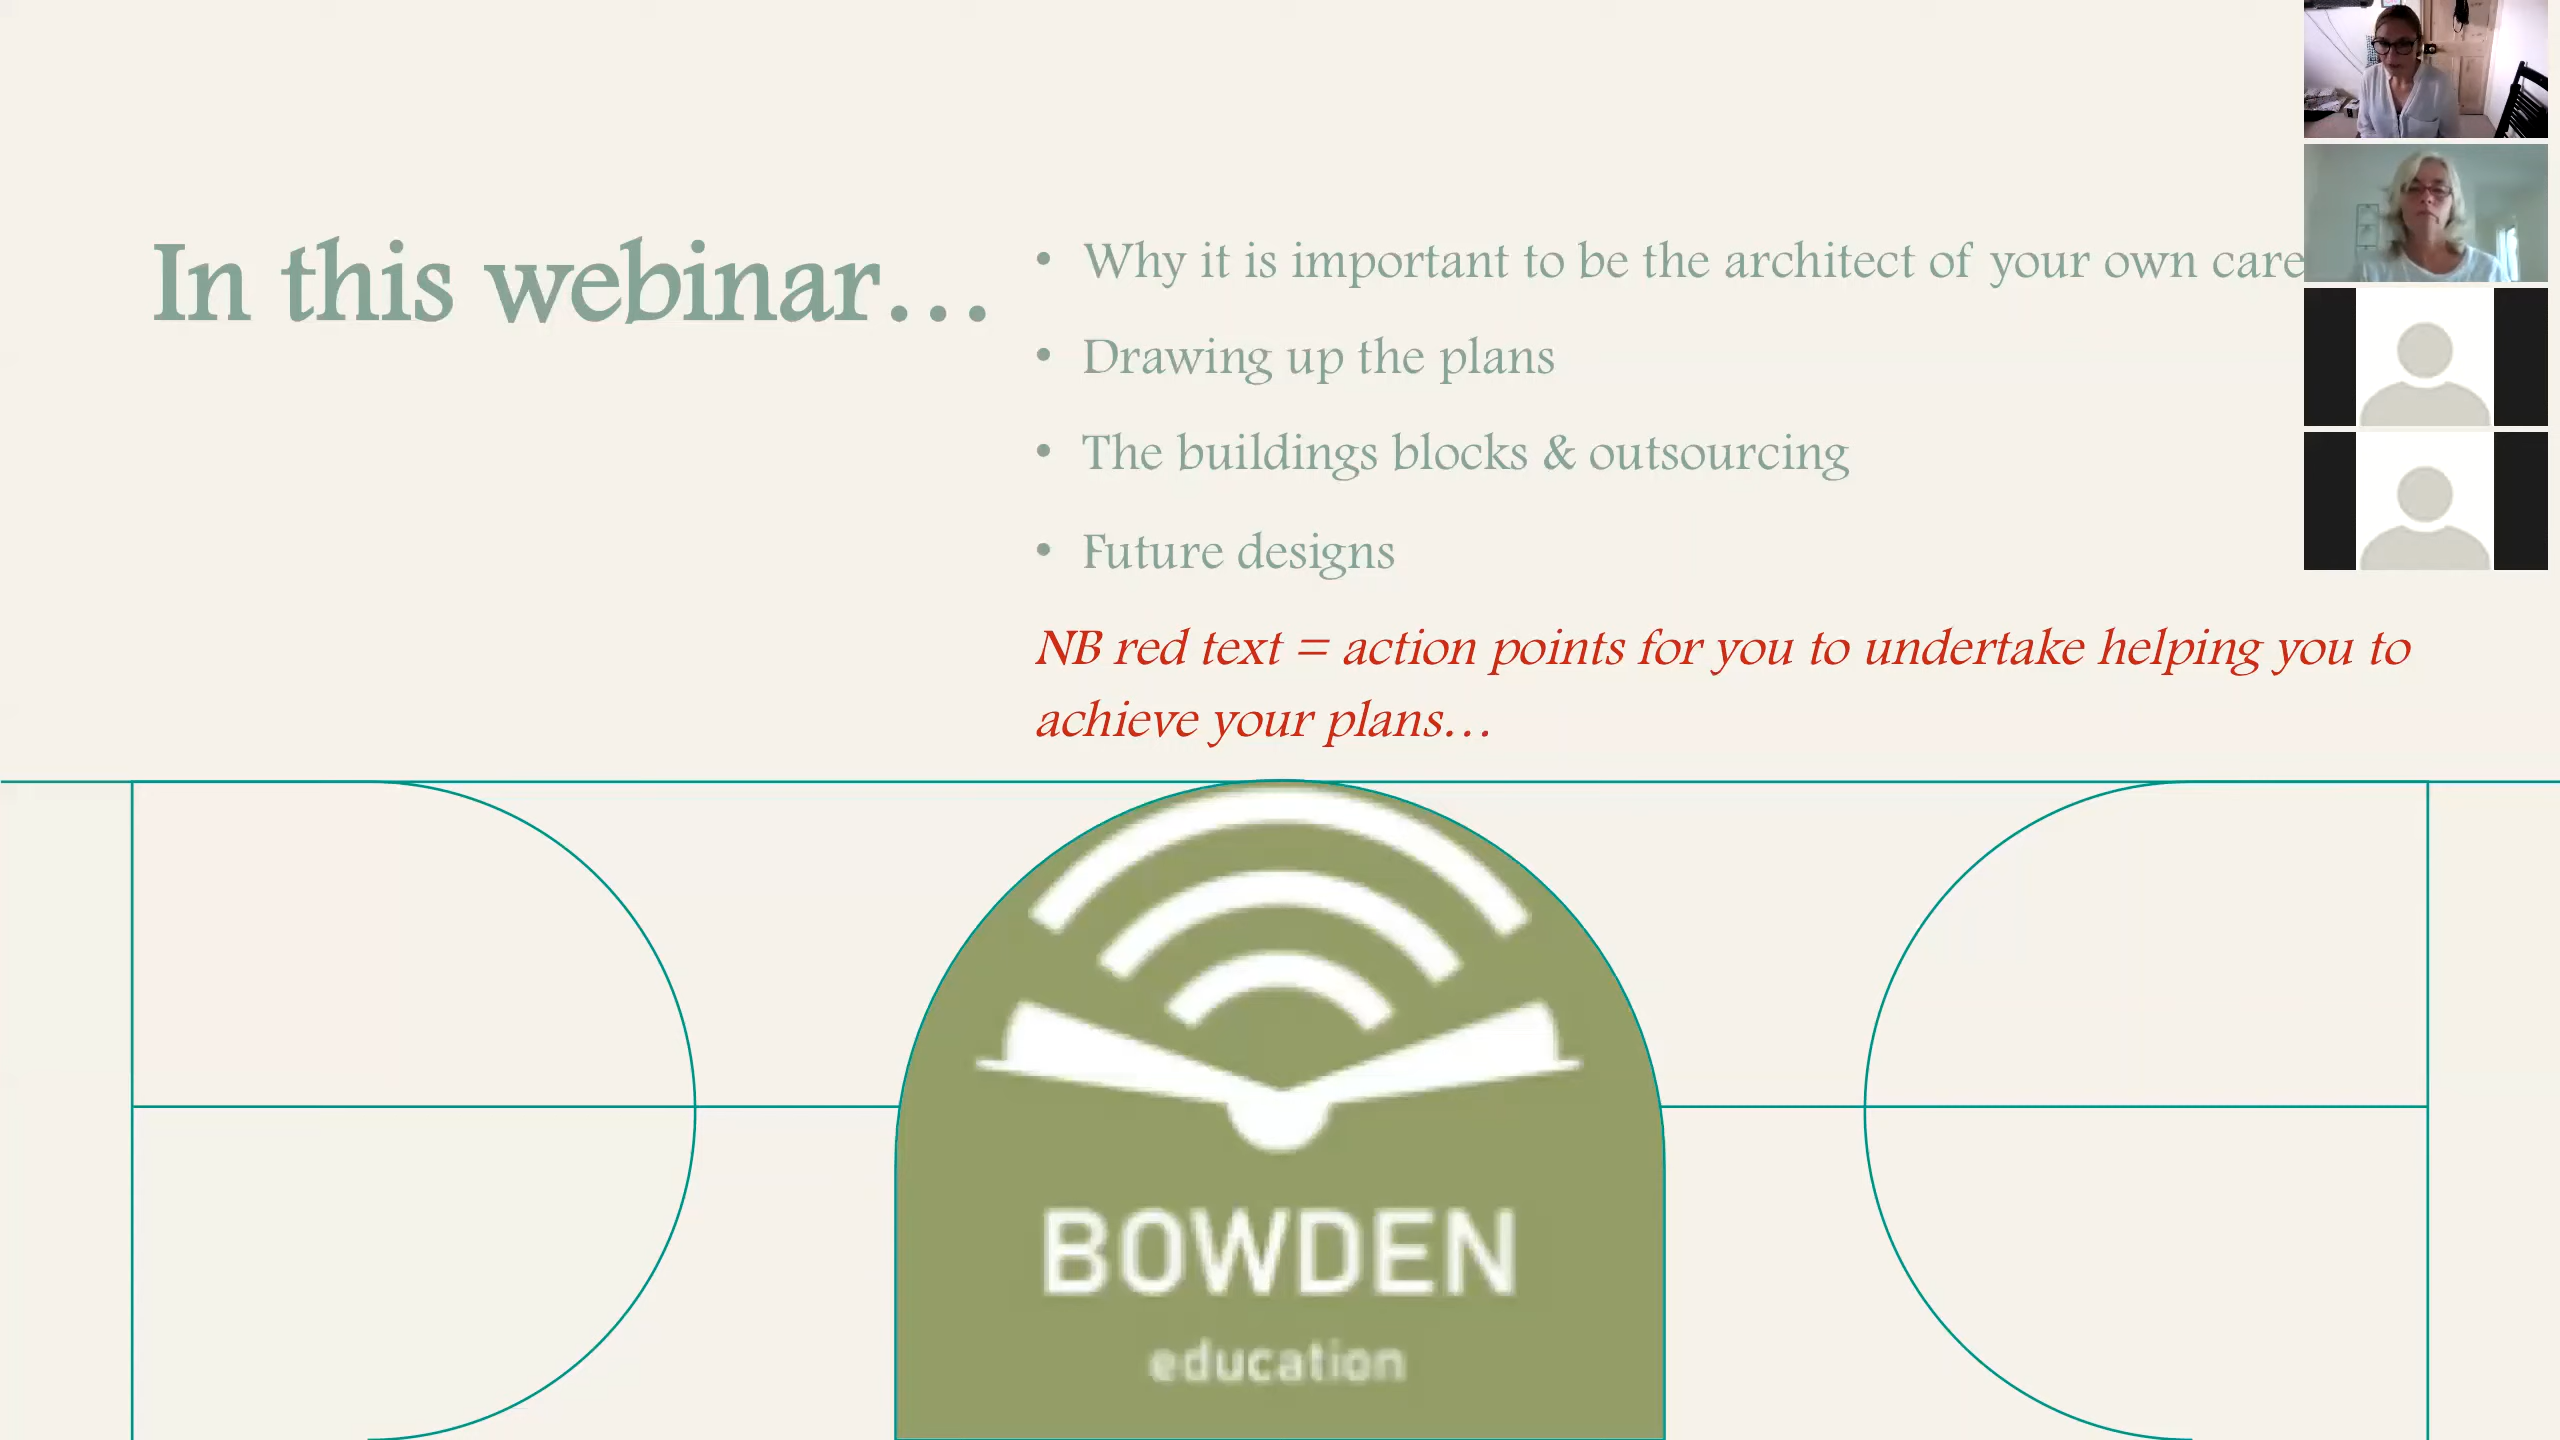 In this webinar...
• Why it is important to be the architect of your own care
• Drawing up the plans
• The buildings blocks & outsourcing
• Future designs
NB red text = action points for you to undertake helping you to
achieve your plans...
BOWDEN
education